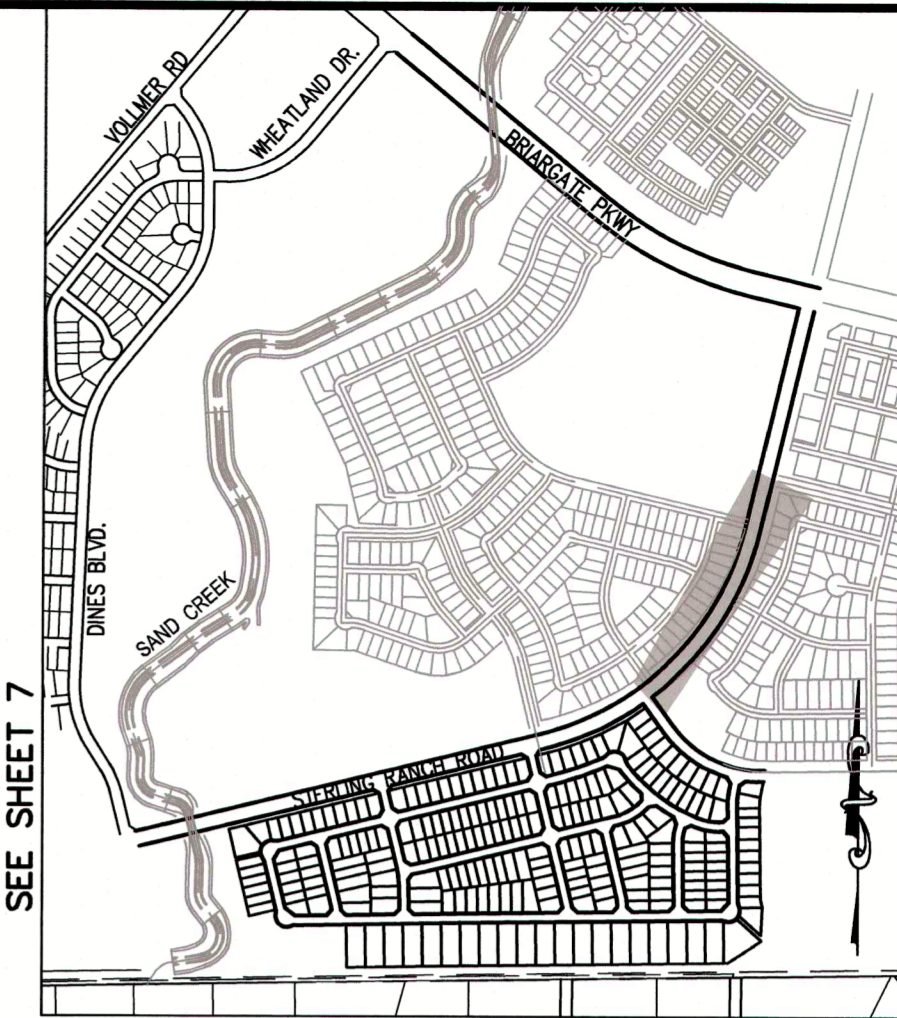 VOLLMER RD
WHEATLAND DR.
BRIARGATE PKWY
DINES BLVD.
SAND CREEK
STERLING RANCH ROAD
SEE SHEET 7